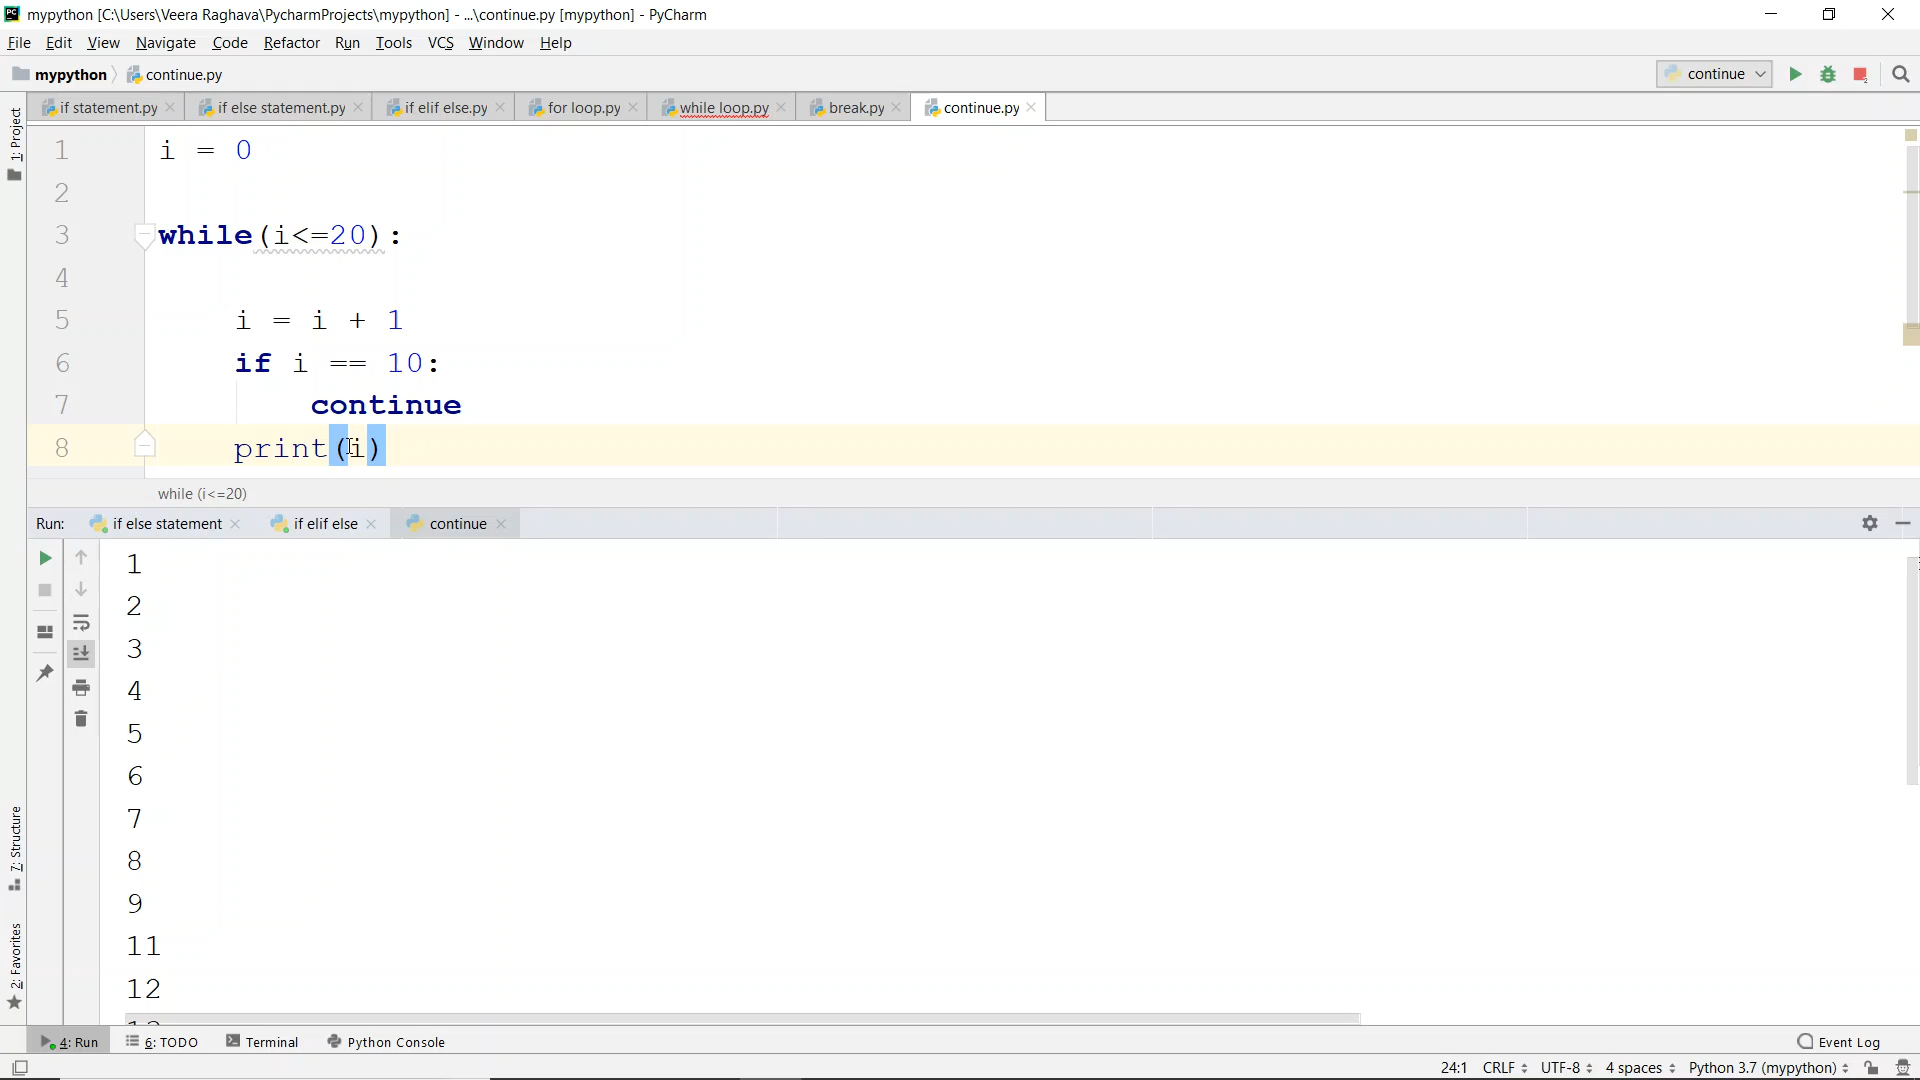 mypython [C:\Users\Veera Raghava\PycharmProjects\mypython] - ...\continue.py [mypython] - PyCharm
File Edit View Navigate Code Refactor Run Tools VCS Window Help
mypython continue.py
continue
if statement.py if else statement.py if elif else.py for loop.py while loop.py break.py continue.py
1: Project
1 i = 0
2
3 while(i<=20):
4
5 i = i + 1
6 if i == 10:
7 continue
8 print(i)
while (i<=20)
Run: if else statement if elif else continue
1
2
3
4
5
6
7
8
9
11
12
7: Structure
2: Favorites
4: Run 6: TODO Terminal Python Console Event Log
24:1 CRLF UTF-8 4 spaces Python 3.7 (mypython)